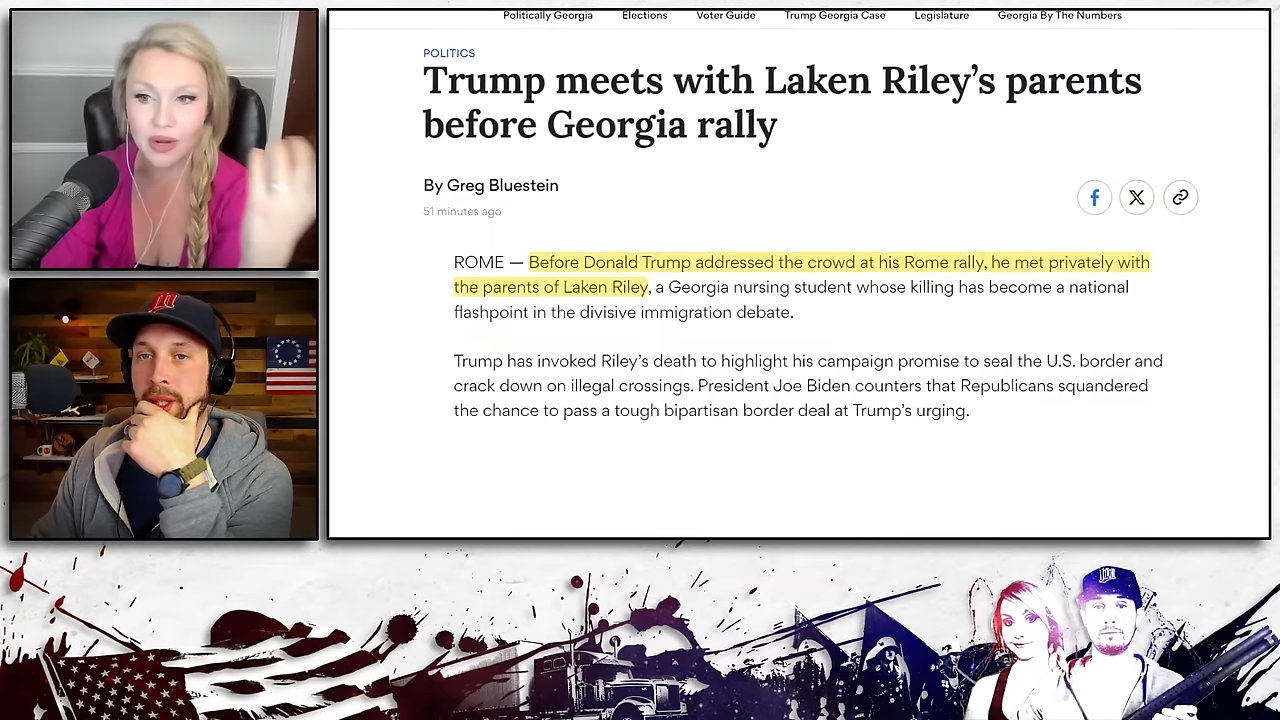 Politically Georgia Elections Voter Guide Trump Georgia Case Legislature Georgia By The Numbers
POLITICS
Trump meets with Laken Riley’s parents
before Georgia rally
By Greg Bluestein
51 minutes ago
ROME — Before Donald Trump addressed the crowd at his Rome rally, he met privately with
the parents of Laken Riley, a Georgia nursing student whose killing has become a national
flashpoint in the divisive immigration debate.
Trump has invoked Riley’s death to highlight his campaign promise to seal the U.S. border and
crack down on illegal crossings. President Joe Biden counters that Republicans squandered
the chance to pass a tough bipartisan border deal at Trump’s urging.